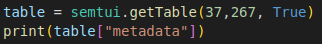 table = semtui.getTable(37,267, True)
print(table["metadata"])